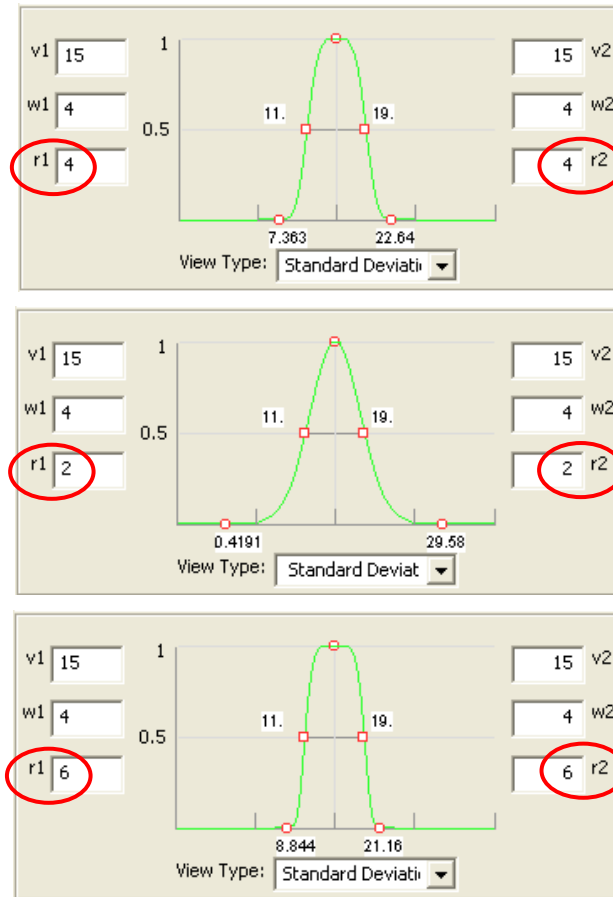 v1 15 1 15 v2
w1 4 11. 19. 4 w2
0.5
r1 4 4 r2
7.363 22.64
View Type: Standard Deviati
v1 15 1 15 v2
w1 4 11. 19. 4 w2
0.5
r1 2 2 r2
0.4191 29.58
View Type: Standard Deviat
v1 15 1 15 v2
w1 4 11. 19. 4 w2
0.5
r1 6 6 r2
8.844 21.16
View Type: Standard Deviati